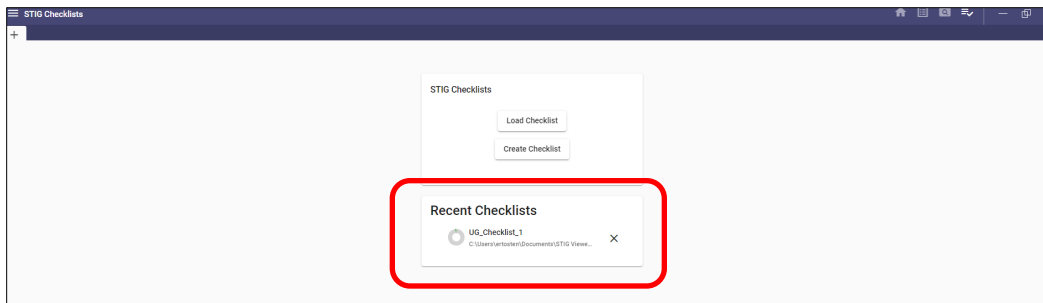 STIG Checklists
+
STIG Checklists
Load Checklist
Create Checklist
Recent Checklists
UG_Checklist_1
C:\Users\ertosten\Documents\STIG Viewe...